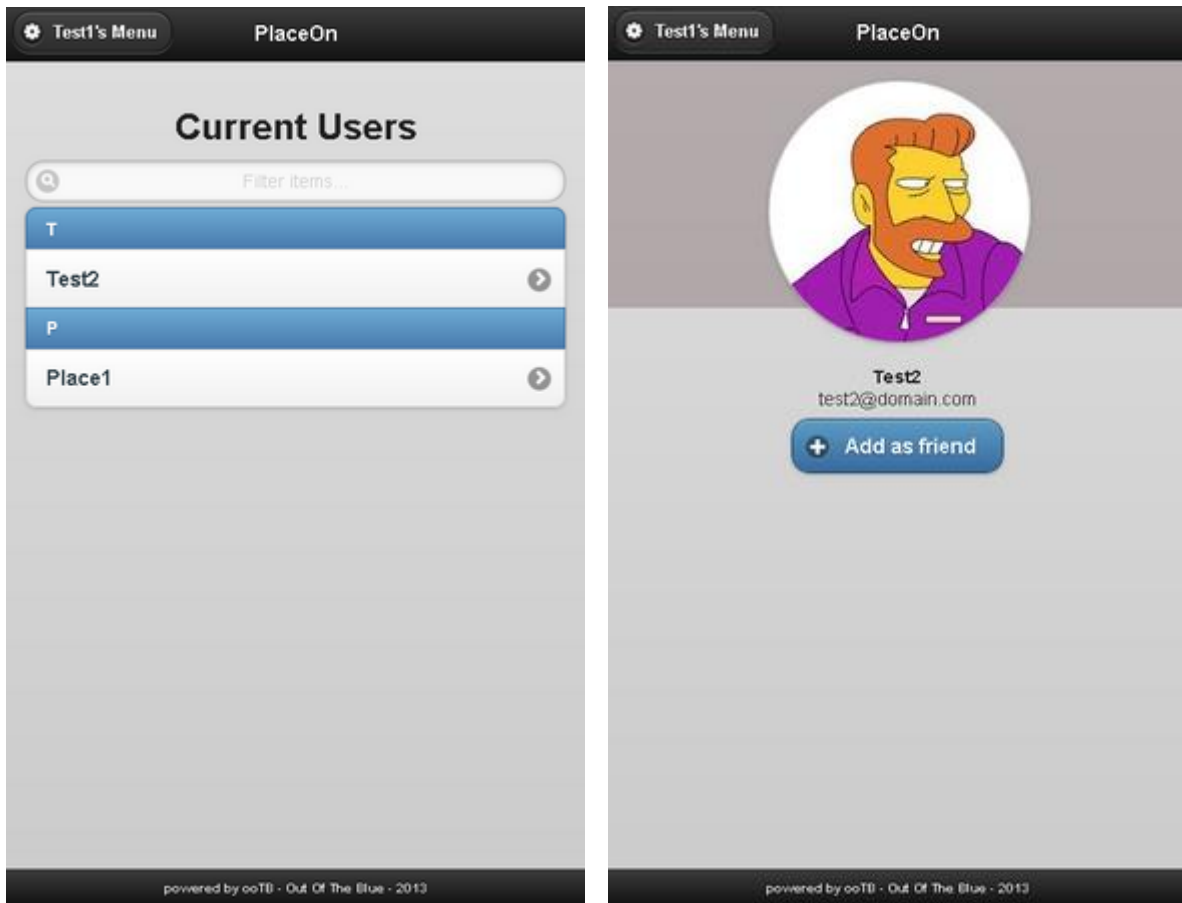 Test1's Menu
PlaceOn
Current Users
Filter items...
T
Test2
P
Place1
powered by ooTB - Out Of The Blue - 2013
Test1's Menu
PlaceOn
Test2
test2@domain.com
Add as friend
powered by ooTB - Out Of The Blue - 2013